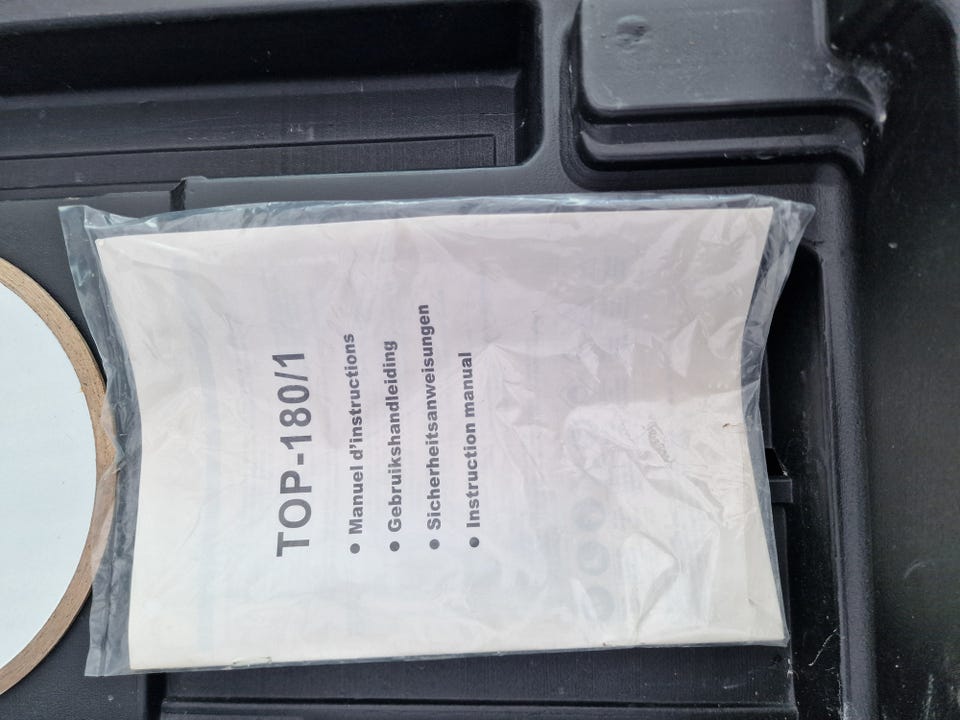 TOP-180/1
● Manuel d'instructions
● Gebruikshandleiding
● Sicherheitsanweisungen
● Instruction manual